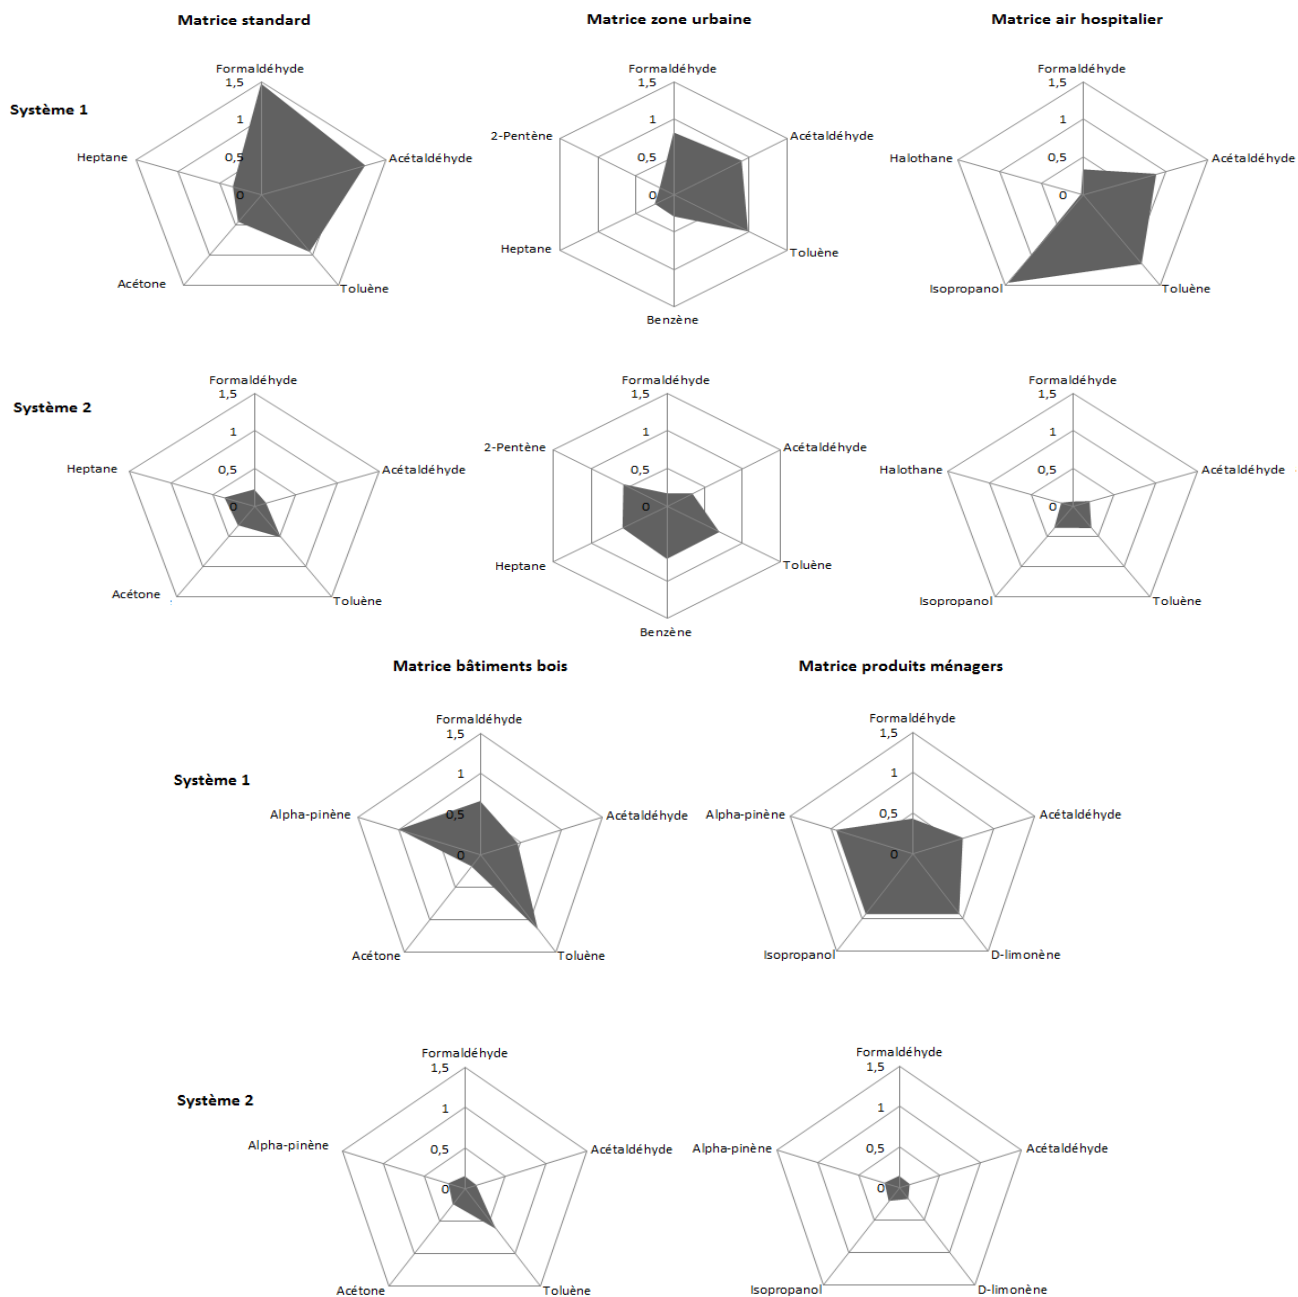 Matrice standard
Matrice zone urbaine
Matrice air hospitalier
Système 1
Formaldéhyde
1,5
1
0,5
0
Acétaldéhyde
Toluène
Acétone
Heptane
Formaldéhyde
1,5
1
0,5
0
Acétaldéhyde
Toluène
Benzène
Heptane
2-Pentène
Formaldéhyde
1,5
1
0,5
0
Acétaldéhyde
Toluène
Isopropanol
Halothane
Système 2
Formaldéhyde
1,5
1
0,5
0
Acétaldéhyde
Toluène
Acétone
Heptane
Formaldéhyde
1,5
1
0,5
0
Acétaldéhyde
Toluène
Benzène
Heptane
2-Pentène
Formaldéhyde
1,5
1
0,5
0
Acétaldéhyde
Toluène
Isopropanol
Halothane
Matrice bâtiments bois
Matrice produits ménagers
Système 1
Formaldéhyde
1,5
1
0,5
0
Acétaldéhyde
Toluène
Acétone
Alpha-pinène
Formaldéhyde
1,5
1
0,5
0
Acétaldéhyde
D-limonène
Isopropanol
Alpha-pinène
Système 2
Formaldéhyde
1,5
1
0,5
0
Acétaldéhyde
Toluène
Acétone
Alpha-pinène
Formaldéhyde
1,5
1
0,5
0
Acétaldéhyde
D-limonène
Isopropanol
Alpha-pinène